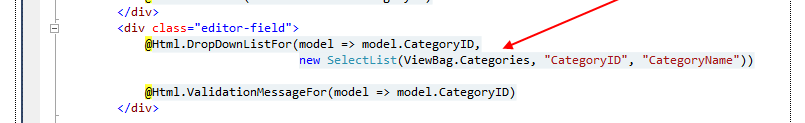 </div>
<div class="editor-field">
@Html.DropDownListFor(model => model.CategoryID,
new SelectList(ViewBag.Categories, "CategoryID", "CategoryName"))
@Html.ValidationMessageFor(model => model.CategoryID)
</div>